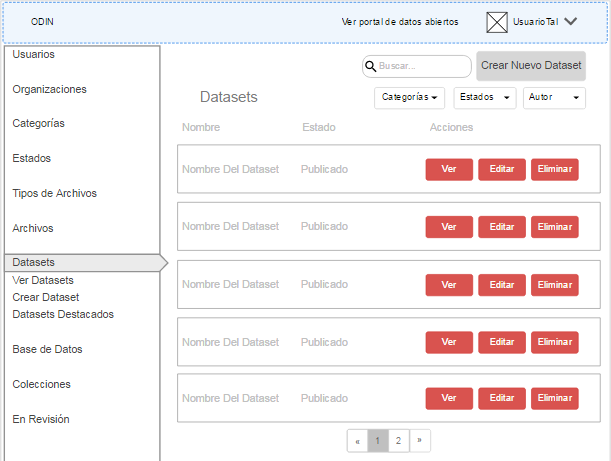 ODIN Ver portal de datos abiertos UsuarioTal
Usuarios
Organizaciones
Categorías
Estados
Tipos de Archivos
Archivos
Datasets
Ver Datasets
Crear Dataset
Datasets Destacados
Base de Datos
Colecciones
En Revisión
Buscar... Crear Nuevo Dataset
Datasets Categorías Estados Autor
Nombre Estado Acciones
Nombre Del Dataset Publicado Ver Editar Eliminar
Nombre Del Dataset Publicado Ver Editar Eliminar
Nombre Del Dataset Publicado Ver Editar Eliminar
Nombre Del Dataset Publicado Ver Editar Eliminar
Nombre Del Dataset Publicado Ver Editar Eliminar
« 1 2 »